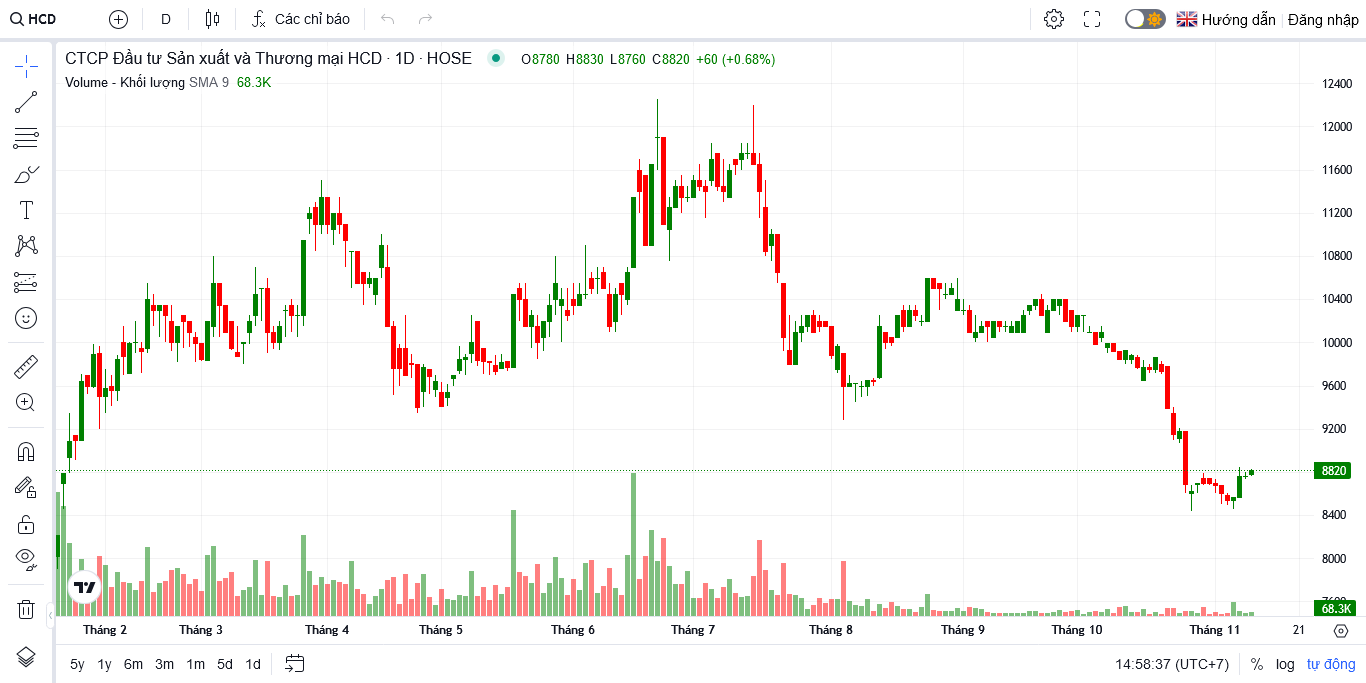 HCD D Các chỉ báo Hướng dẫn Đăng nhập
CTCP Đầu tư Sản xuất và Thương mại HCD · 1D · HOSE O8780 H8830 L8760 C8820 +60 (+0.68%)
Volume - Khối lượng SMA 9 68.3K
12400
12000
11600
11200
10800
10400
10000
9600
9200
8820
8400
8000
7600
68.3K
Tháng 2 Tháng 3 Tháng 4 Tháng 5 Tháng 6 Tháng 7 Tháng 8 Tháng 9 Tháng 10 Tháng 11 21
5y 1y 6m 3m 1m 5d 1d 14:58:37 (UTC+7) % log tự động